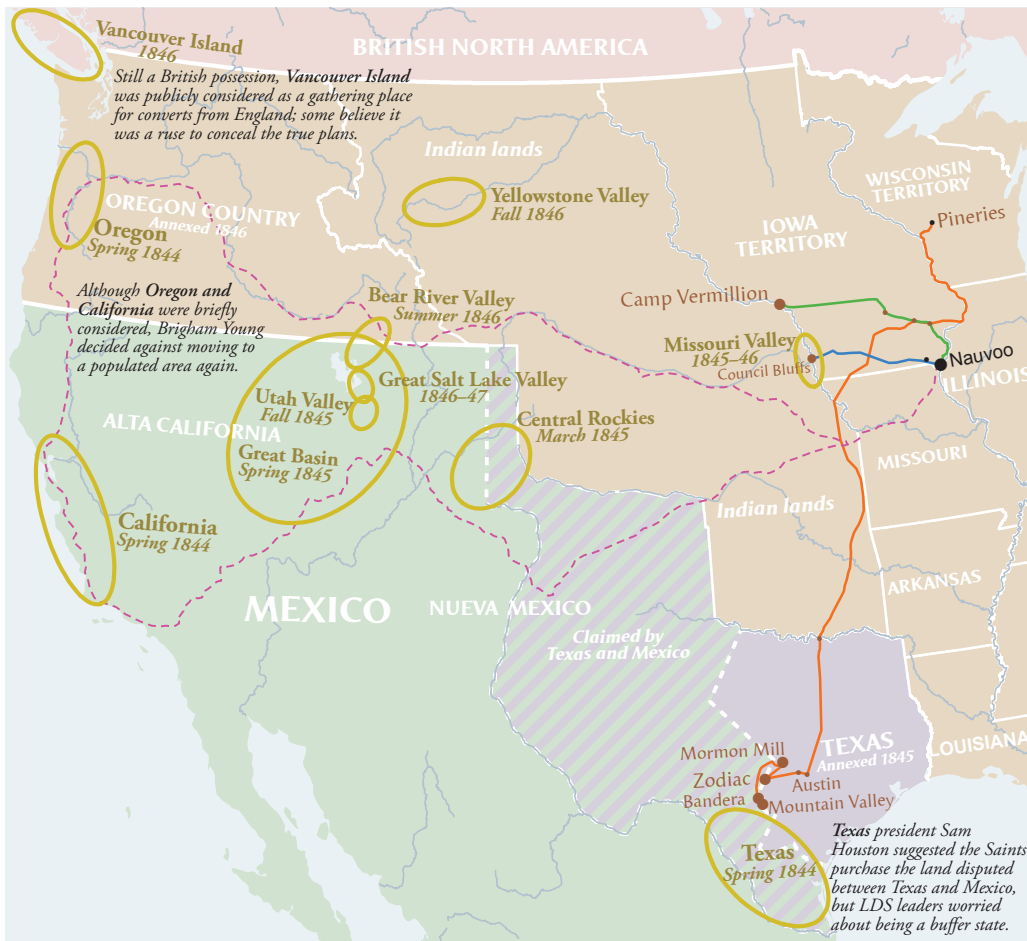 Vancouver Island
1846
BRITISH NORTH AMERICA
Still a British possession, Vancouver Island
was publicly considered as a gathering place
for converts from England; some believe it
was a ruse to conceal the true plans.
Indian lands
WISCONSIN
TERRITORY
Yellowstone Valley
Fall 1846
Pineries
OREGON COUNTRY
Annexed 1846
IOWA
TERRITORY
Oregon
Spring 1844
Although Oregon and
California were briefly
considered, Brigham Young
decided against moving to
a populated area again.
Bear River Valley
Summer 1846
Camp Vermillion
Missouri Valley
1845–46
Council Bluffs
Nauvoo
ILLINOIS
Great Salt Lake Valley
1846–47
Utah Valley
Fall 1845
Central Rockies
March 1845
ALTA CALIFORNIA
Great Basin
Spring 1845
MISSOURI
California
Spring 1844
Indian lands
ARKANSAS
MEXICO
NUEVA MEXICO
Claimed by
Texas and Mexico
Mormon Mill
TEXAS
Annexed 1845
LOUISIANA
Zodiac
Austin
Bandera
Mountain Valley
Texas
Spring 1844
Texas president Sam
Houston suggested the Saints
purchase the land disputed
between Texas and Mexico,
but LDS leaders worried
about being a buffer state.